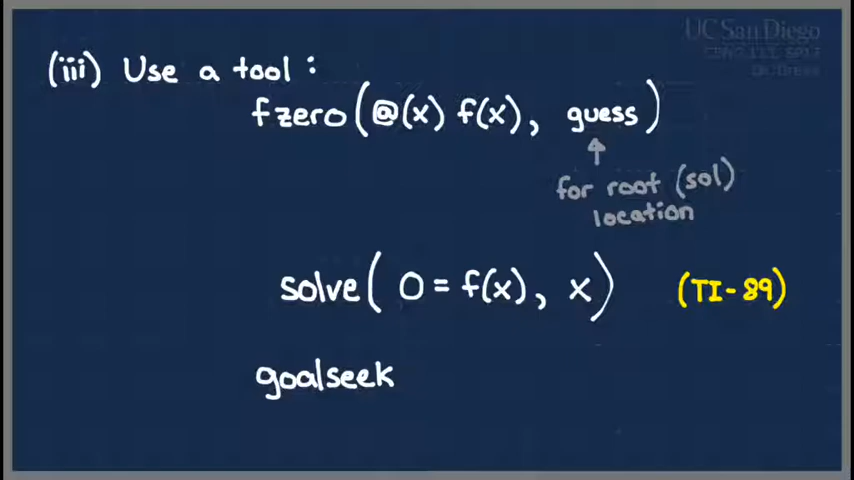 UC San Diego
(iii) Use a tool :
fzero(@(x) f(x), guess)
for root (sol)
location
solve( 0 = f(x), x) (TI-89)
goalseek